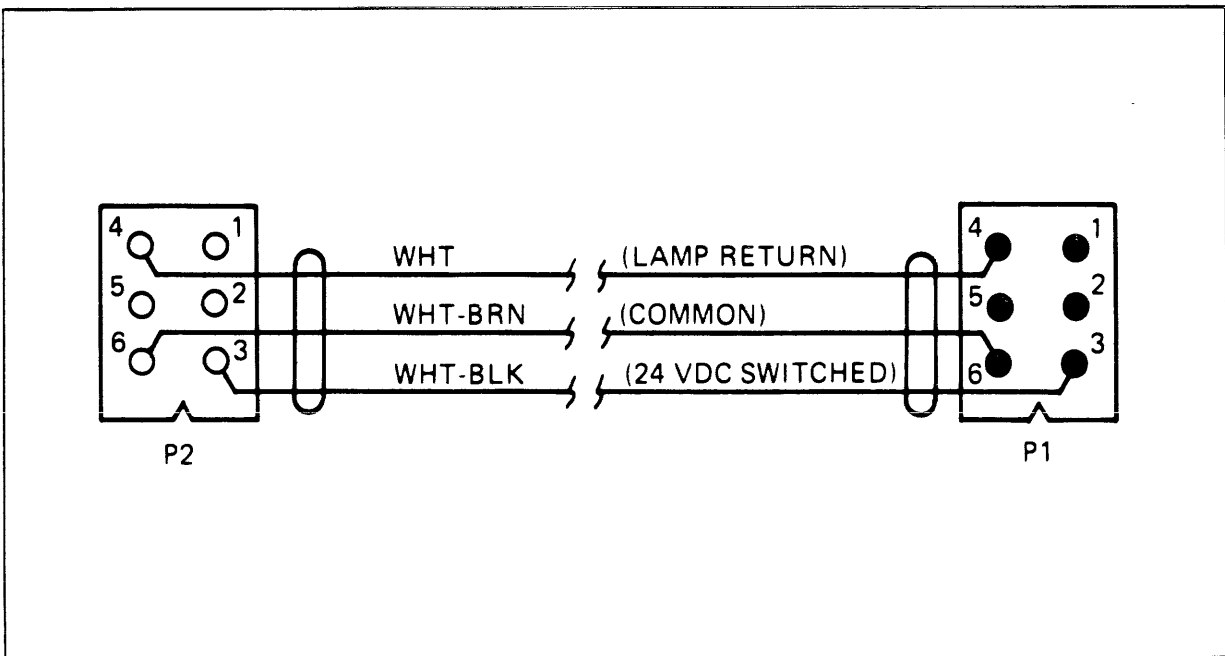 4 1
5 2
6 3
P2
WHT (LAMP RETURN)
WHT-BRN (COMMON)
WHT-BLK (24 VDC SWITCHED)
4 1
5 2
6 3
P1